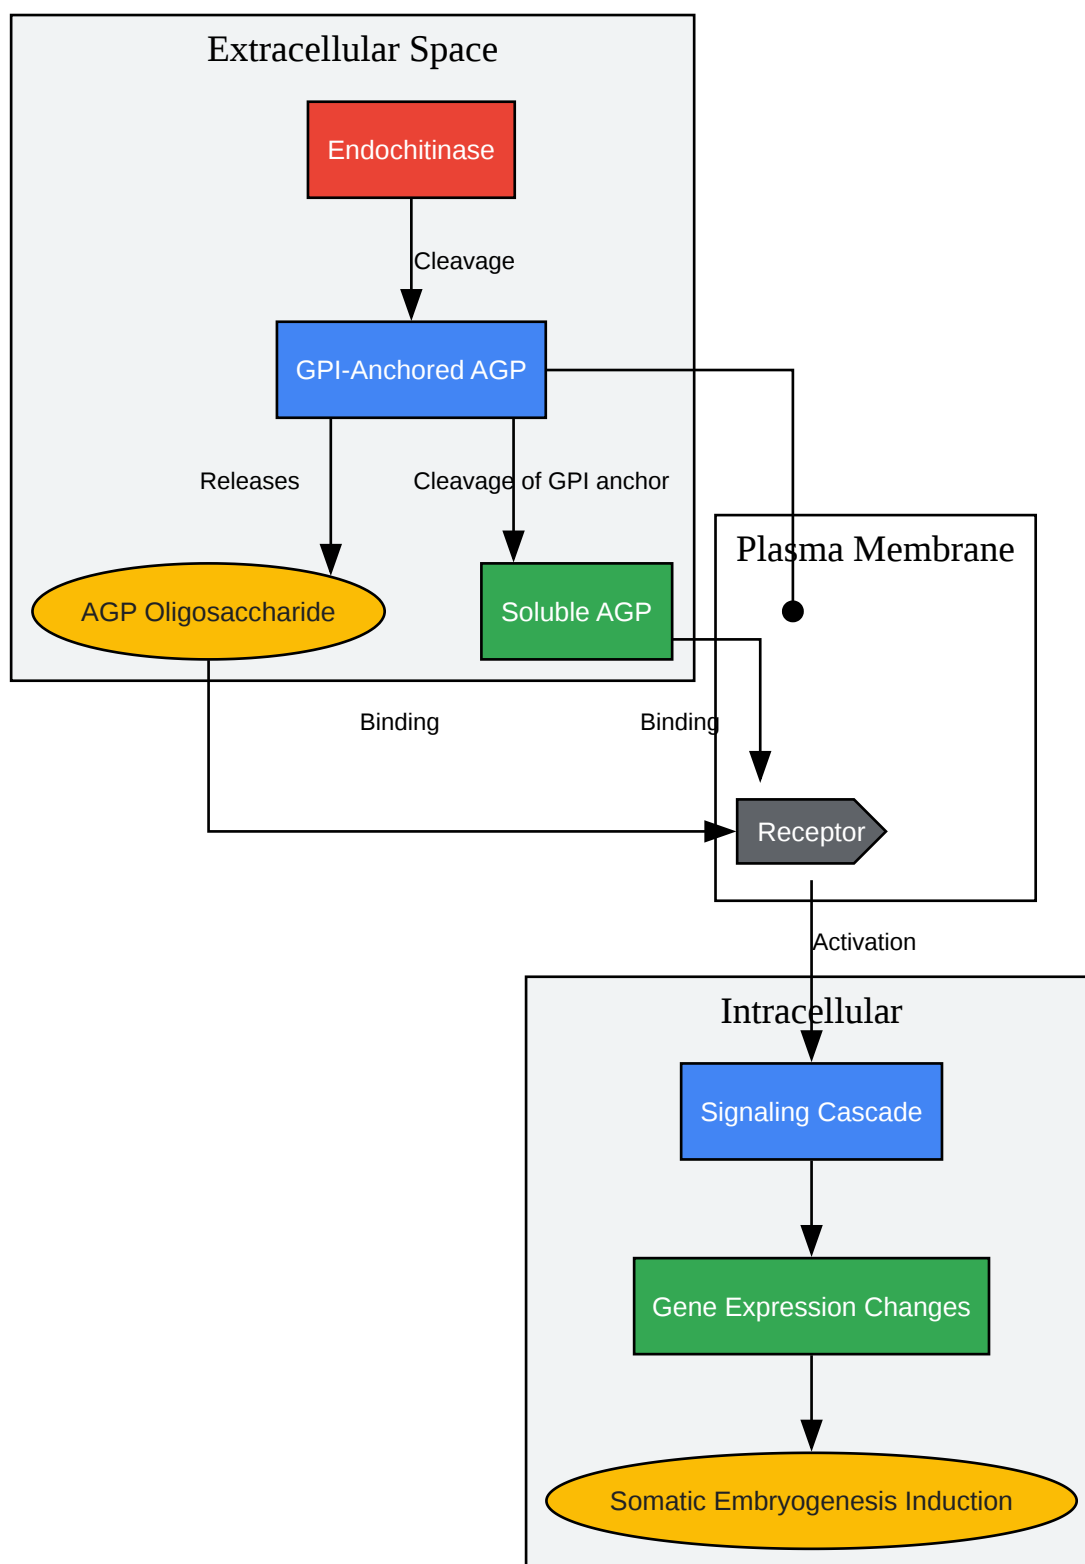 Extracellular Space
Endochitinase
Cleavage
GPI-Anchored AGP
Releases
Cleavage of GPI anchor
Plasma Membrane
AGP Oligosaccharide
Soluble AGP
Binding
Binding
Receptor
Activation
Intracellular
Signaling Cascade
Gene Expression Changes
Somatic Embryogenesis Induction